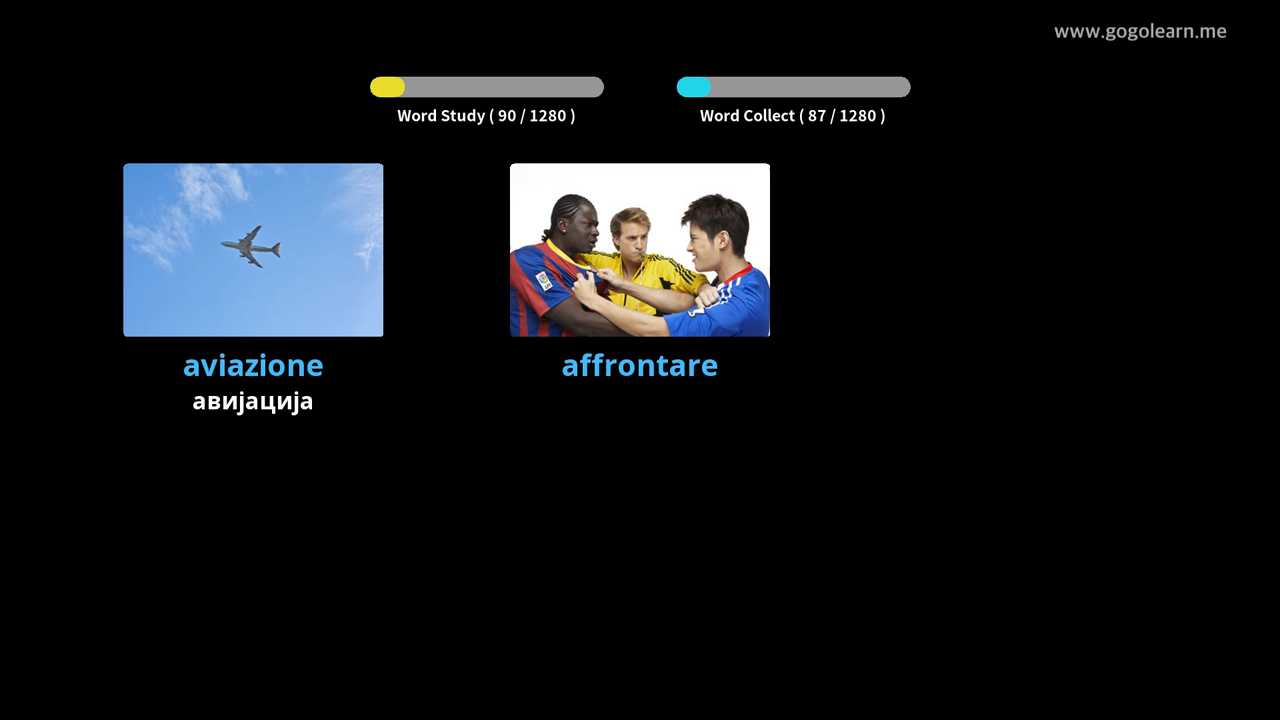 www.gogolearn.me
Word Study ( 90 / 1280 )
Word Collect ( 87 / 1280 )
aviazione
авијација
affrontare